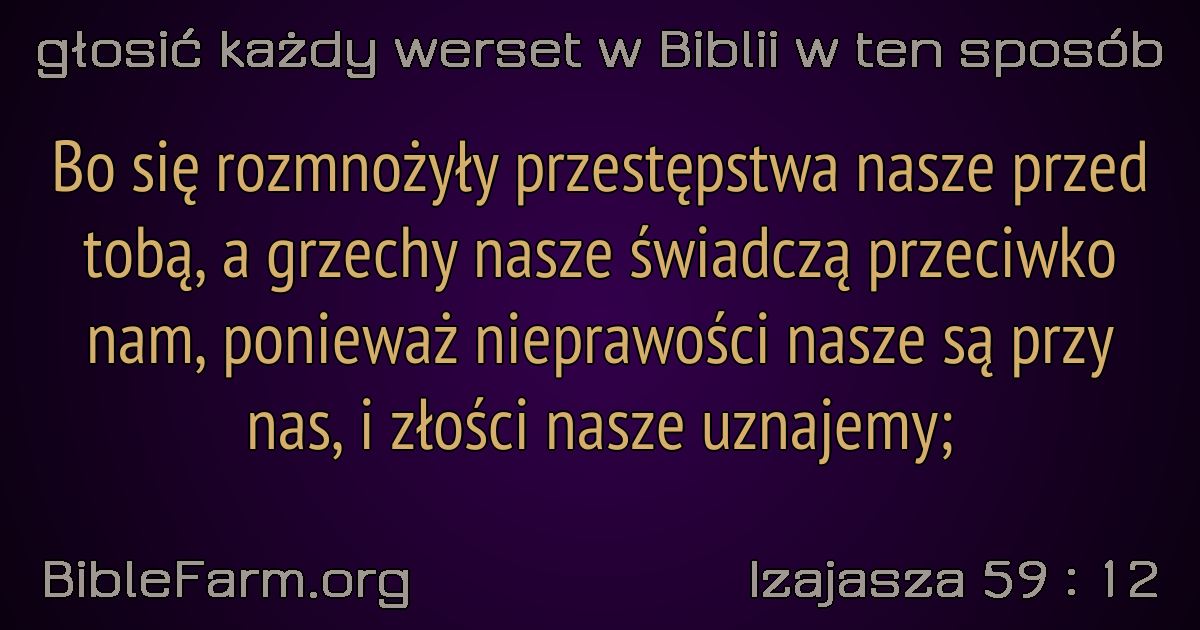 głosić każdy werset w Biblii w ten sposób
Bo się rozmnożyły przestępstwa nasze przed
tobą, a grzechy nasze świadczą przeciwko
nam, ponieważ nieprawości nasze są przy
nas, i złości nasze uznajemy;
BibleFarm.org
Izajasza 59 : 12